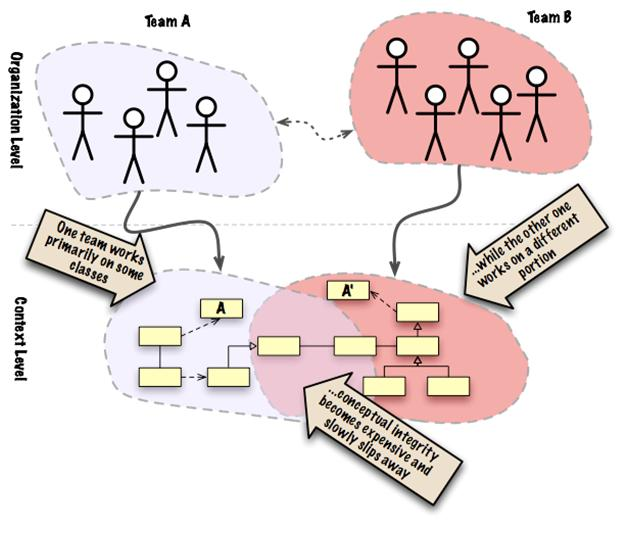 Team A
Team B
Organization Level
One team works
primarily on some
classes
...while the other one
works on a different
portion
Context Level
A
A'
...conceptual integrity
becomes expensive and
slowly slips away